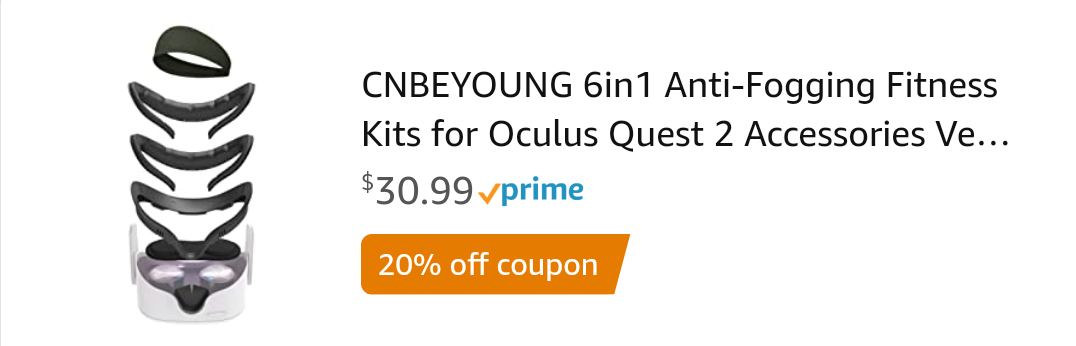 CNBEYOUNG 6in1 Anti-Fogging Fitness
Kits for Oculus Quest 2 Accessories Ve...
$30.99 prime
20% off coupon